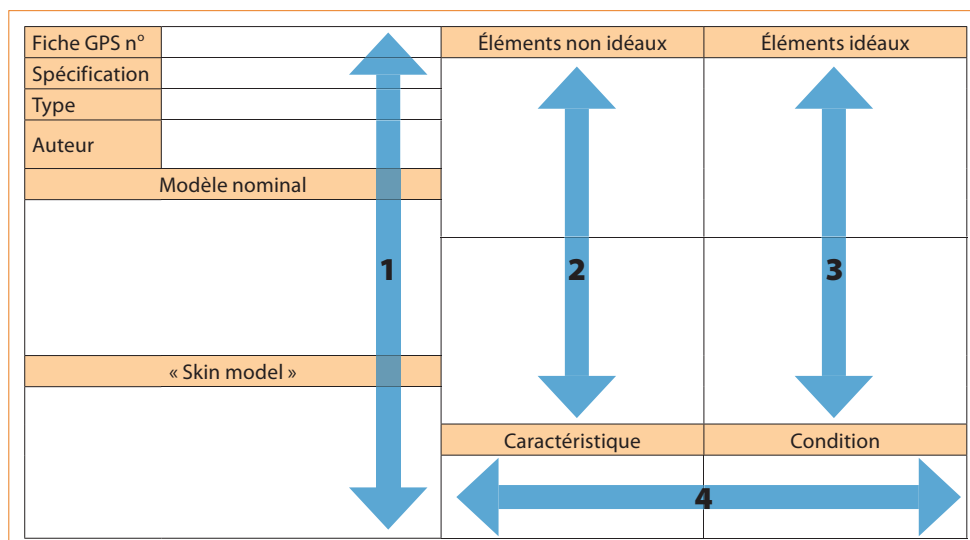 Fiche GPS n°
Éléments non idéaux
Éléments idéaux
Spécification
Type
Auteur
Modèle nominal
1
2
3
« Skin model »
Caractéristique
Condition
4